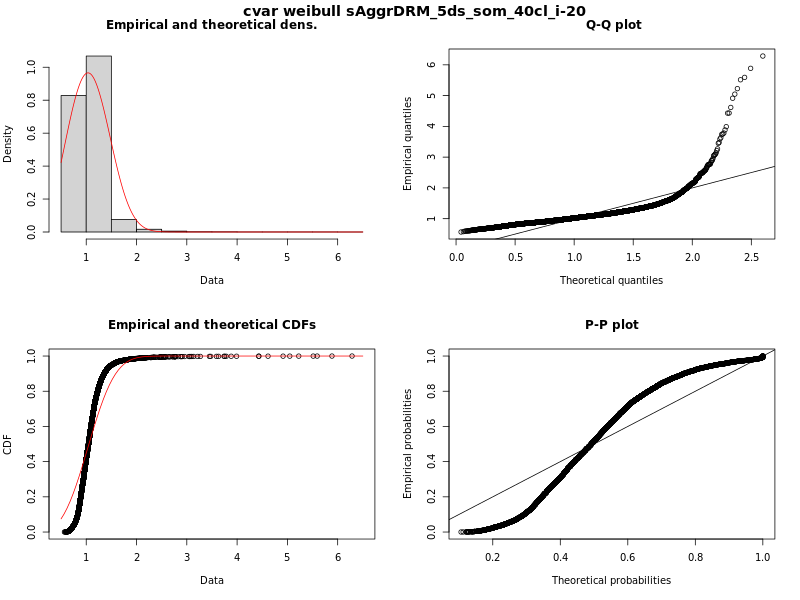 cvar weibull sAggrDRM_5ds_som_40cl_i-20
Empirical and theoretical dens.
Density
0.0 0.2 0.4 0.6 0.8 1.0
1 2 3 4 5 6
Data
Q-Q plot
Empirical quantiles
1 2 3 4 5 6
0.0 0.5 1.0 1.5 2.0 2.5
Theoretical quantiles
Empirical and theoretical CDFs
CDF
0.0 0.2 0.4 0.6 0.8 1.0
1 2 3 4 5 6
Data
P-P plot
Empirical probabilities
0.0 0.2 0.4 0.6 0.8 1.0
0.2 0.4 0.6 0.8 1.0
Theoretical probabilities